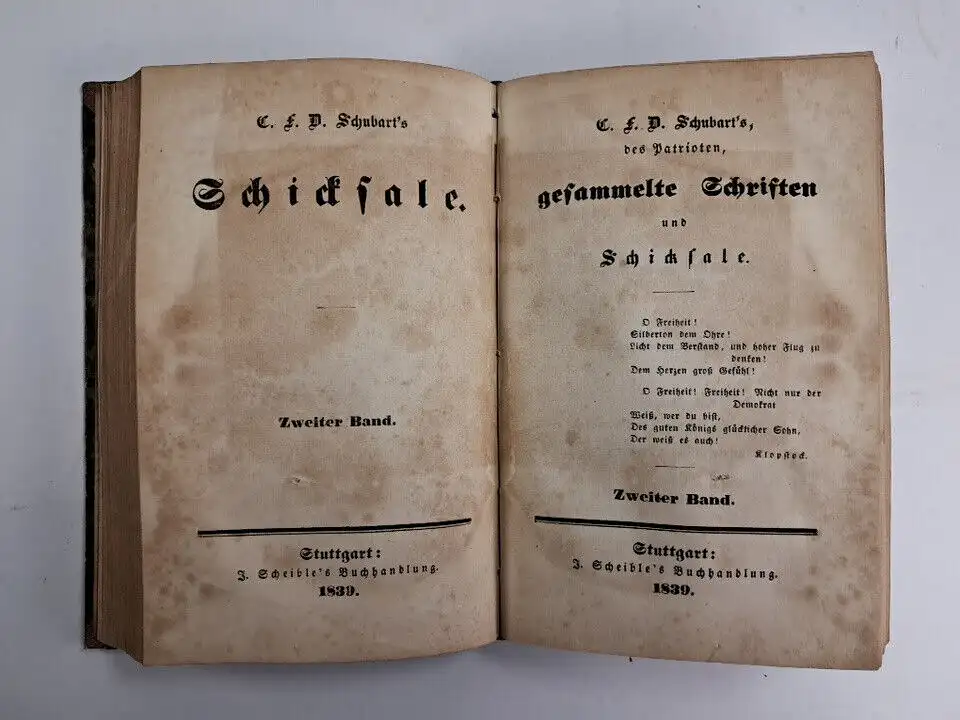 C. F. D. Schubart's
Schicksale.
Zweiter Band.
Stuttgart:
J. Scheible's Buchhandlung.
1839.
C. F. D. Schubart's,
des Patrioten,
gesammelte Schriften
und
Schicksale.
O Freiheit!
Silberton dem Ohre!
Licht dem Verstand, und hoher Flug zu
denken!
Dem Herzen groß Gefühl!
O Freiheit! Freiheit! Nicht nur der
Demokrat
Weiß, wer du bist,
Des guten Königs glücklicher Sohn,
Der weiß es auch!
Klopstock.
Zweiter Band.
Stuttgart:
J. Scheible's Buchhandlung.
1839.